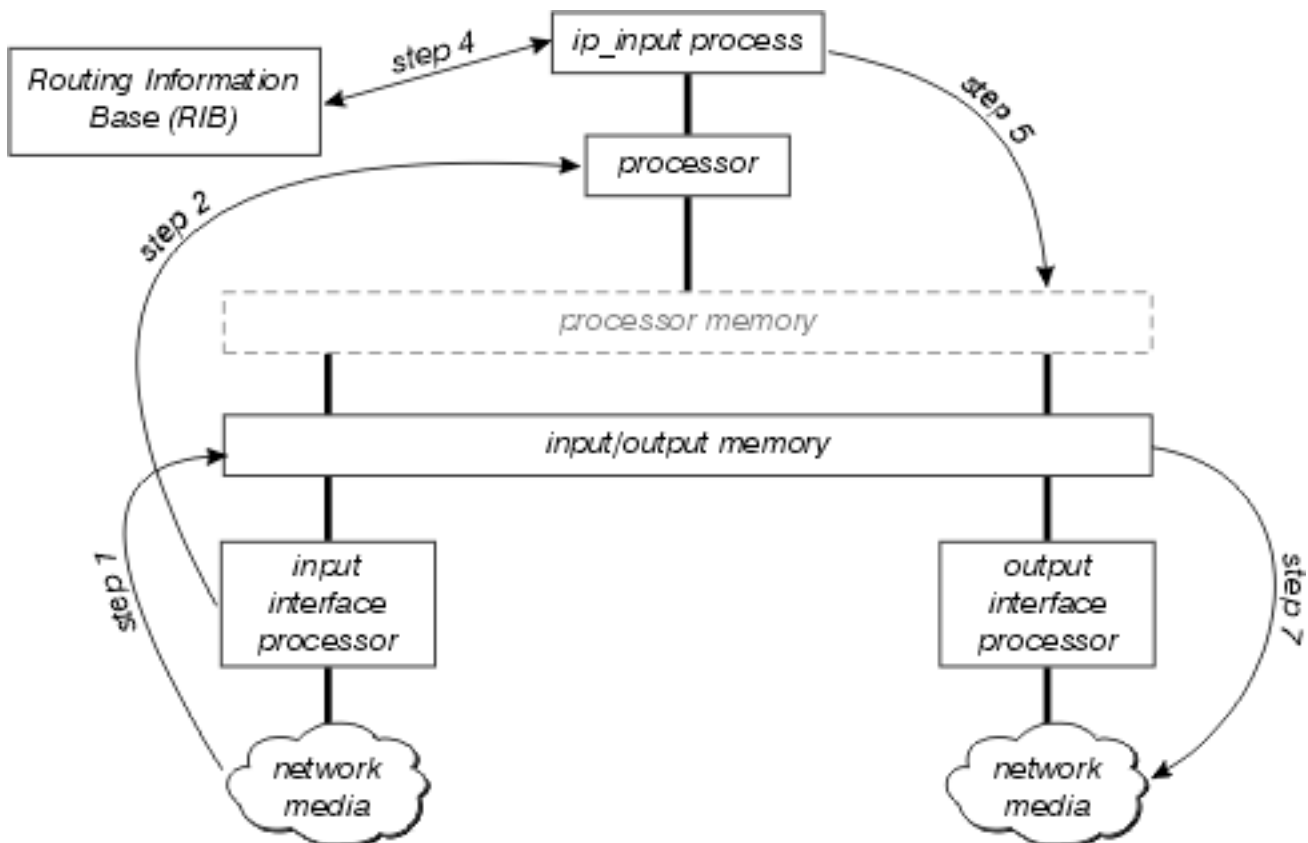 step 4
ip_input process
Routing Information
Base (RIB)
step 5
processor
step 2
processor memory
input/output memory
step 1
input
interface
processor
output
interface
processor
step 7
network
media
network
media